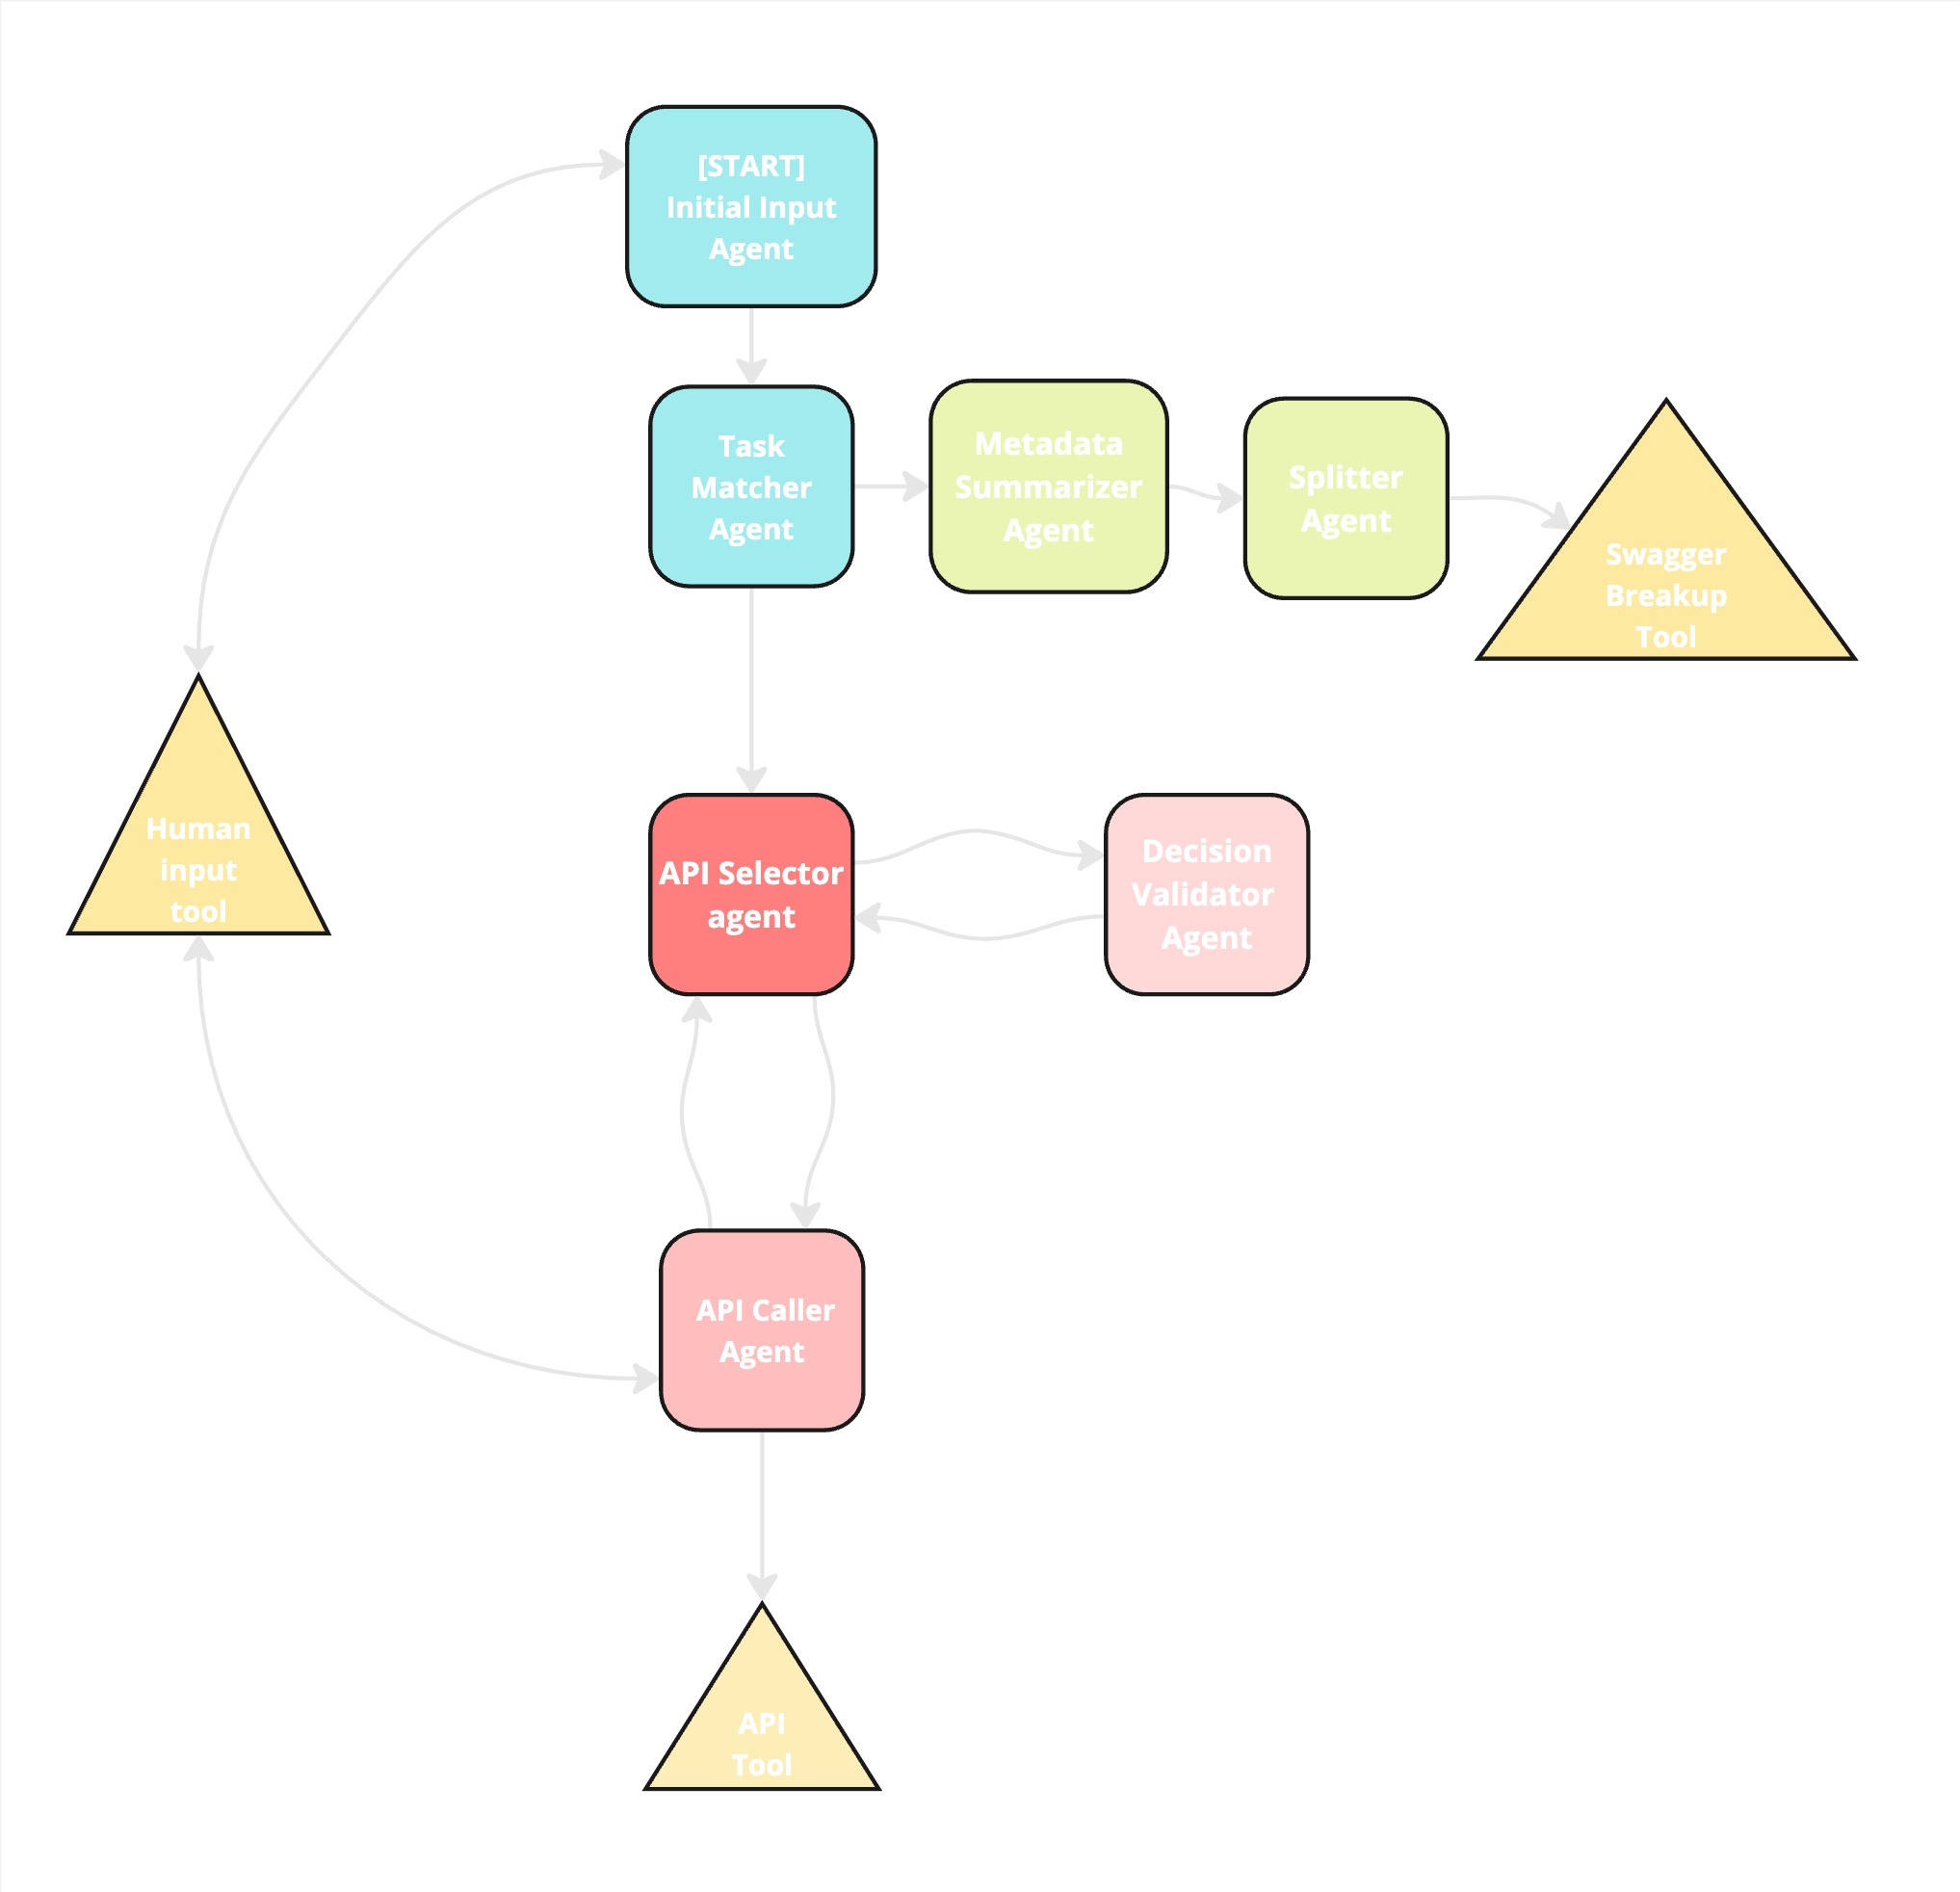 [START]
Initial Input
Agent
Task
Matcher
Agent
Metadata
Summarizer
Agent
Splitter
Agent
Swagger
Breakup
Tool
Human
input
tool
API Selector
agent
Decision
Validator
Agent
API Caller
Agent
API
Tool